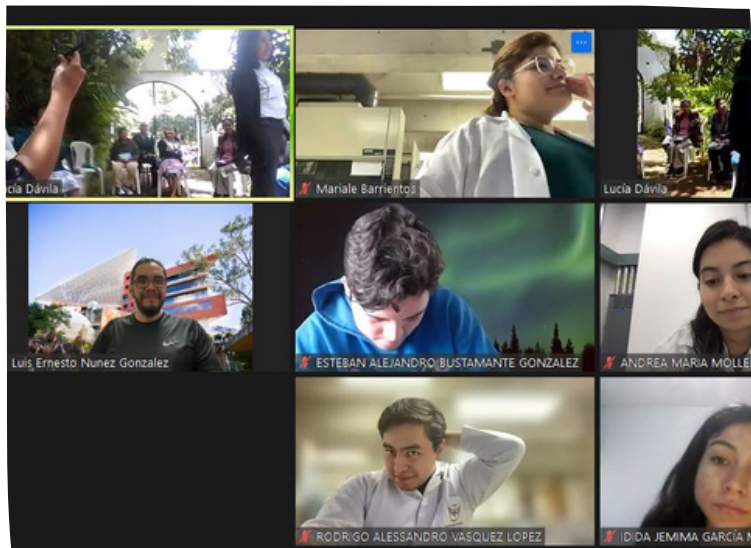 cía Dávila
Mariale Barrientos
Lucía Dávila
Luis Ernesto Nunez Gonzalez
ESTEBAN ALEJANDRO BUSTAMANTE GONZALEZ
ANDREA MARIA MOLLE
RODRIGO ALESSANDRO VASQUEZ LOPEZ
IDIDA JEMIMA GARCÍA